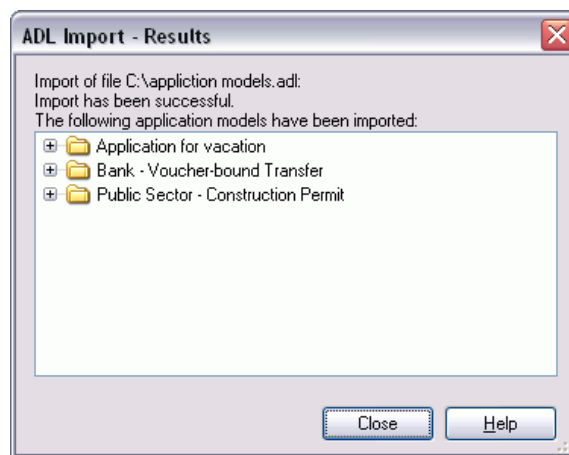 ADL Import - Results
Import of file C:\appliction models.adl:
Import has been successful.
The following application models have been imported:
Application for vacation
Bank - Voucher-bound Transfer
Public Sector - Construction Permit
Close
Help